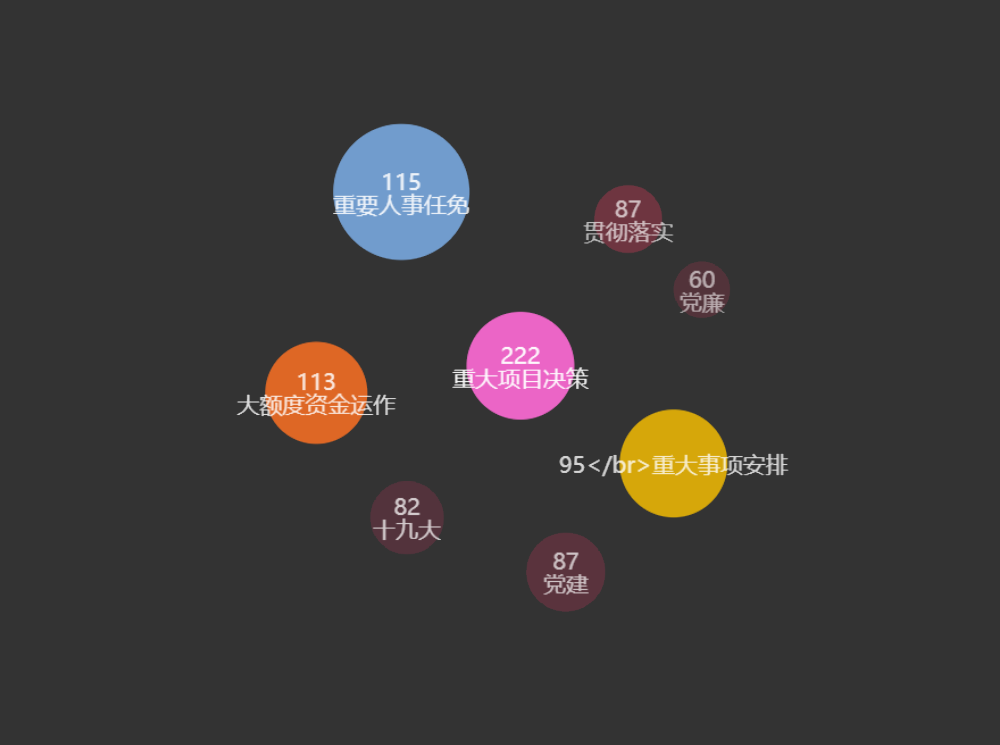 115
重要人事任免
87
贯彻落实
60
党廉
222
重大项目决策
113
大额度资金运作
95</br>重大事项安排
82
十九大
87
党建